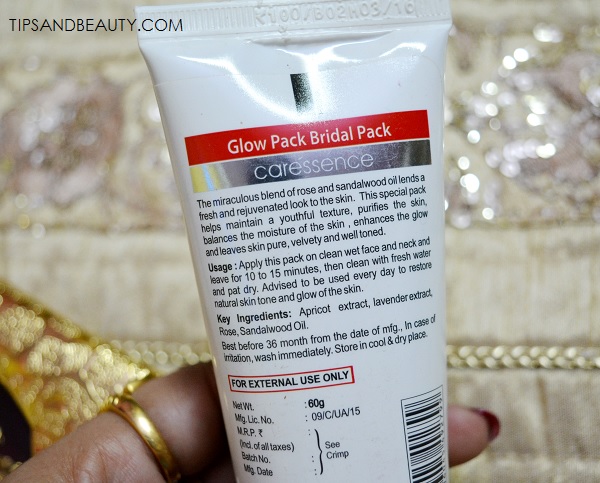 TIPSANDBEAUTY.COM
Glow Pack Bridal Pack
caressence
The miraculous blend of rose and sandalwood oil lends a
fresh and rejuvenated look to the skin. This special pack
helps maintain a youthful texture, purifies the skin,
balances the moisture of the skin , enhances the glow
and leaves skin pure, velvety and well toned.
Usage : Apply this pack on clean wet face and neck and
leave for 10 to 15 minutes, then clean with fresh water
and pat dry. Advised to be used every day to restore
natural skin tone and glow of the skin.
Key Ingredients: Apricot extract, lavender extract,
Rose, Sandalwood Oil.
Best before 36 month from the date of mfg., In case of
irritation, wash immediately. Store in cool & dry place.
FOR EXTERNAL USE ONLY
Net Wt. : 60g
Mfg. Lic. No. : 09/C/UA/15
M.R.P. ₹ :
(Incl. of all taxes) See
Batch No. : Crimp
Mfg. Date :